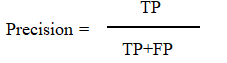 TP
Precision =
TP+FP